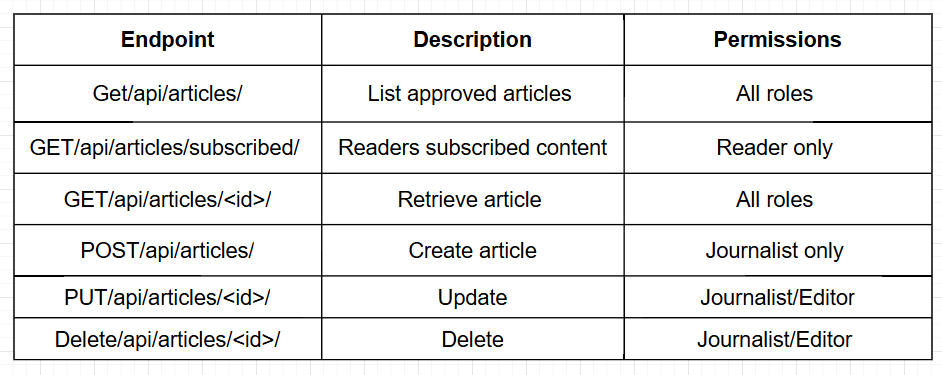 Endpoint Description Permissions
Get/api/articles/ List approved articles All roles
GET/api/articles/subscribed/ Readers subscribed content Reader only
GET/api/articles/<id>/ Retrieve article All roles
POST/api/articles/ Create article Journalist only
PUT/api/articles/<id>/ Update Journalist/Editor
Delete/api/articles/<id>/ Delete Journalist/Editor